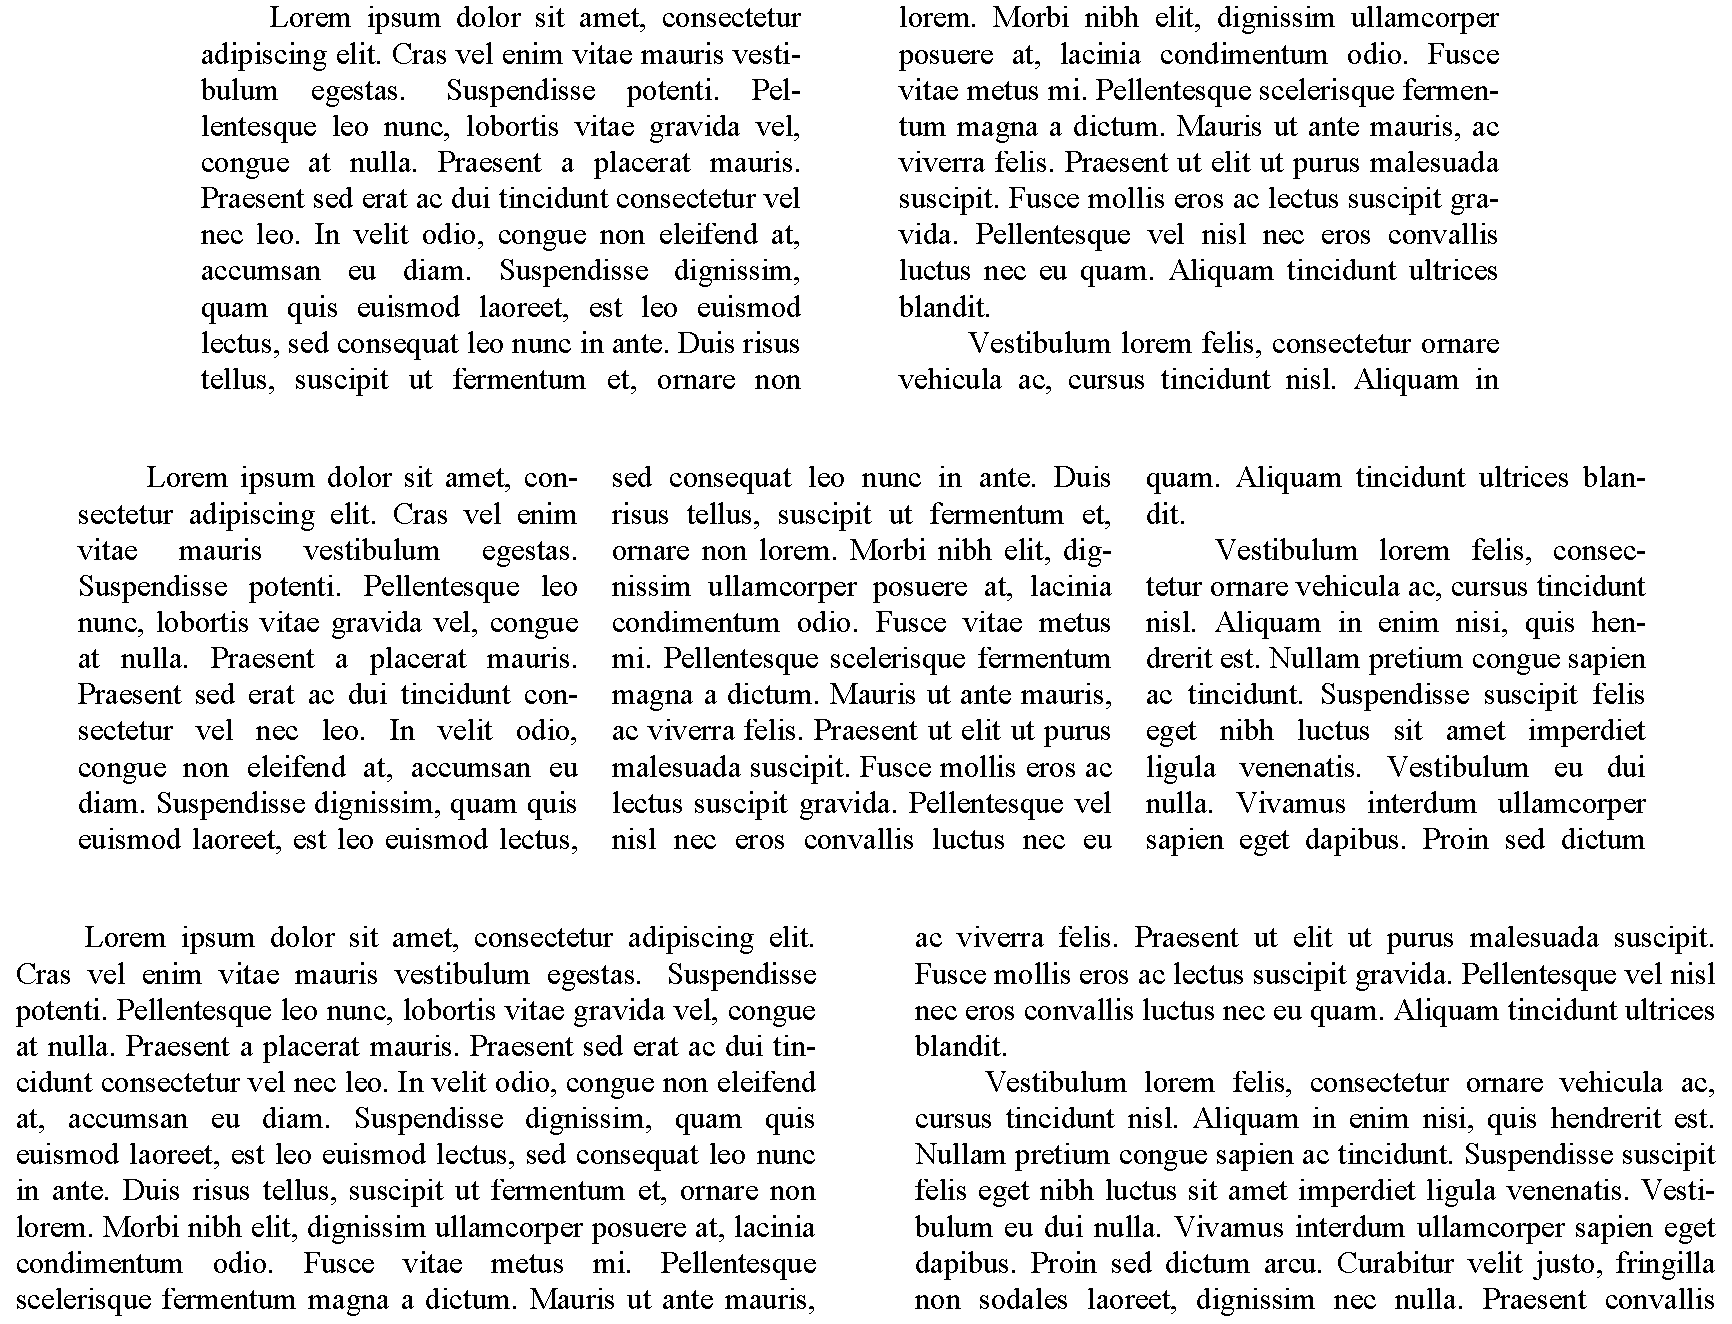 Lorem ipsum dolor sit amet, consectetur
adipiscing elit. Cras vel enim vitae mauris vesti-
bulum egestas. Suspendisse potenti. Pel-
lentesque leo nunc, lobortis vitae gravida vel,
congue at nulla. Praesent a placerat mauris.
Praesent sed erat ac dui tincidunt consectetur vel
nec leo. In velit odio, congue non eleifend at,
accumsan eu diam. Suspendisse dignissim,
quam quis euismod laoreet, est leo euismod
lectus, sed consequat leo nunc in ante. Duis risus
tellus, suscipit ut fermentum et, ornare non
lorem. Morbi nibh elit, dignissim ullamcorper
posuere at, lacinia condimentum odio. Fusce
vitae metus mi. Pellentesque scelerisque fermen-
tum magna a dictum. Mauris ut ante mauris, ac
viverra felis. Praesent ut elit ut purus malesuada
suscipit. Fusce mollis eros ac lectus suscipit gra-
vida. Pellentesque vel nisl nec eros convallis
luctus nec eu quam. Aliquam tincidunt ultrices
blandit.
Vestibulum lorem felis, consectetur ornare
vehicula ac, cursus tincidunt nisl. Aliquam in
Lorem ipsum dolor sit amet, con-
sectetur adipiscing elit. Cras vel enim
vitae mauris vestibulum egestas.
Suspendisse potenti. Pellentesque leo
nunc, lobortis vitae gravida vel, congue
at nulla. Praesent a placerat mauris.
Praesent sed erat ac dui tincidunt con-
sectetur vel nec leo. In velit odio,
congue non eleifend at, accumsan eu
diam. Suspendisse dignissim, quam quis
euismod laoreet, est leo euismod lectus,
sed consequat leo nunc in ante. Duis
risus tellus, suscipit ut fermentum et,
ornare non lorem. Morbi nibh elit, dig-
nissim ullamcorper posuere at, lacinia
condimentum odio. Fusce vitae metus
mi. Pellentesque scelerisque fermentum
magna a dictum. Mauris ut ante mauris,
ac viverra felis. Praesent ut elit ut purus
malesuada suscipit. Fusce mollis eros ac
lectus suscipit gravida. Pellentesque vel
nisl nec eros convallis luctus nec eu
quam. Aliquam tincidunt ultrices blan-
dit.
Vestibulum lorem felis, consec-
tetur ornare vehicula ac, cursus tincidunt
nisl. Aliquam in enim nisi, quis hen-
drerit est. Nullam pretium congue sapien
ac tincidunt. Suspendisse suscipit felis
eget nibh luctus sit amet imperdiet
ligula venenatis. Vestibulum eu dui
nulla. Vivamus interdum ullamcorper
sapien eget dapibus. Proin sed dictum
Lorem ipsum dolor sit amet, consectetur adipiscing elit.
Cras vel enim vitae mauris vestibulum egestas. Suspendisse
potenti. Pellentesque leo nunc, lobortis vitae gravida vel, congue
at nulla. Praesent a placerat mauris. Praesent sed erat ac dui tin-
cidunt consectetur vel nec leo. In velit odio, congue non eleifend
at, accumsan eu diam. Suspendisse dignissim, quam quis
euismod laoreet, est leo euismod lectus, sed consequat leo nunc
in ante. Duis risus tellus, suscipit ut fermentum et, ornare non
lorem. Morbi nibh elit, dignissim ullamcorper posuere at, lacinia
condimentum odio. Fusce vitae metus mi. Pellentesque
scelerisque fermentum magna a dictum. Mauris ut ante mauris,
ac viverra felis. Praesent ut elit ut purus malesuada suscipit.
Fusce mollis eros ac lectus suscipit gravida. Pellentesque vel nisl
nec eros convallis luctus nec eu quam. Aliquam tincidunt ultrices
blandit.
Vestibulum lorem felis, consectetur ornare vehicula ac,
cursus tincidunt nisl. Aliquam in enim nisi, quis hendrerit est.
Nullam pretium congue sapien ac tincidunt. Suspendisse suscipit
felis eget nibh luctus sit amet imperdiet ligula venenatis. Vesti-
bulum eu dui nulla. Vivamus interdum ullamcorper sapien eget
dapibus. Proin sed dictum arcu. Curabitur velit justo, fringilla
non sodales laoreet, dignissim nec nulla. Praesent convallis